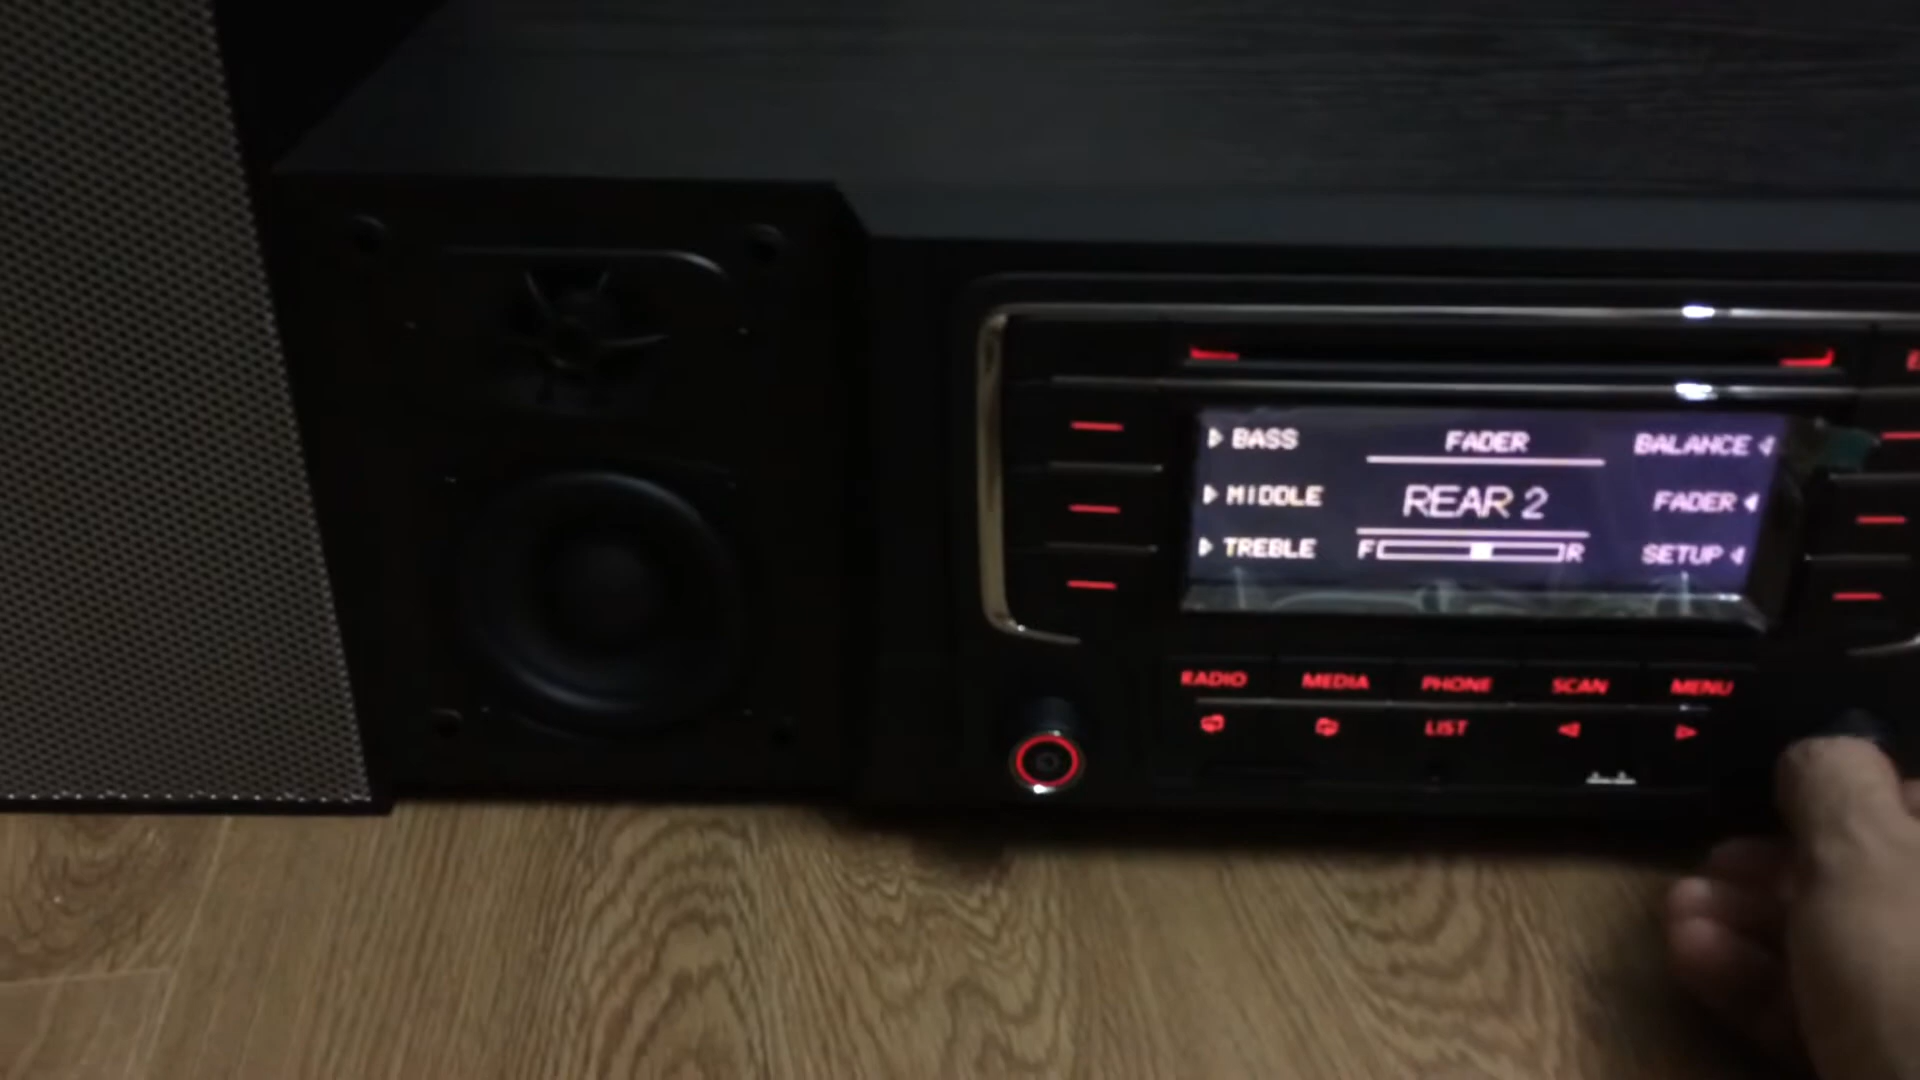 BASS FADER BALANCE
MIDDLE REAR 2 FADER
TREBLE F R SETUP
RADIO MEDIA PHONE SCAN MENU
LIST